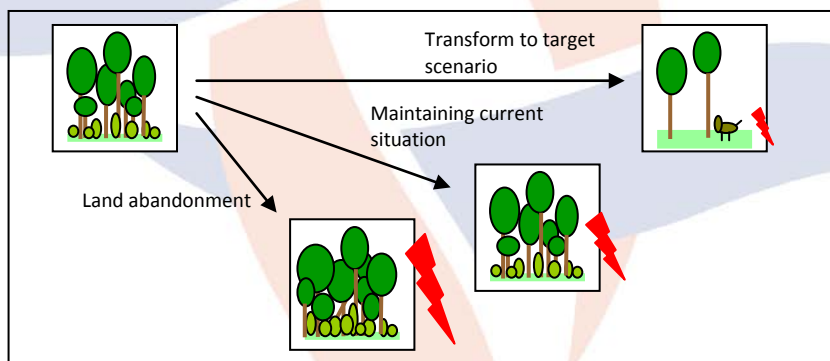 Transform to target
scenario
Maintaining current
situation
Land abandonment